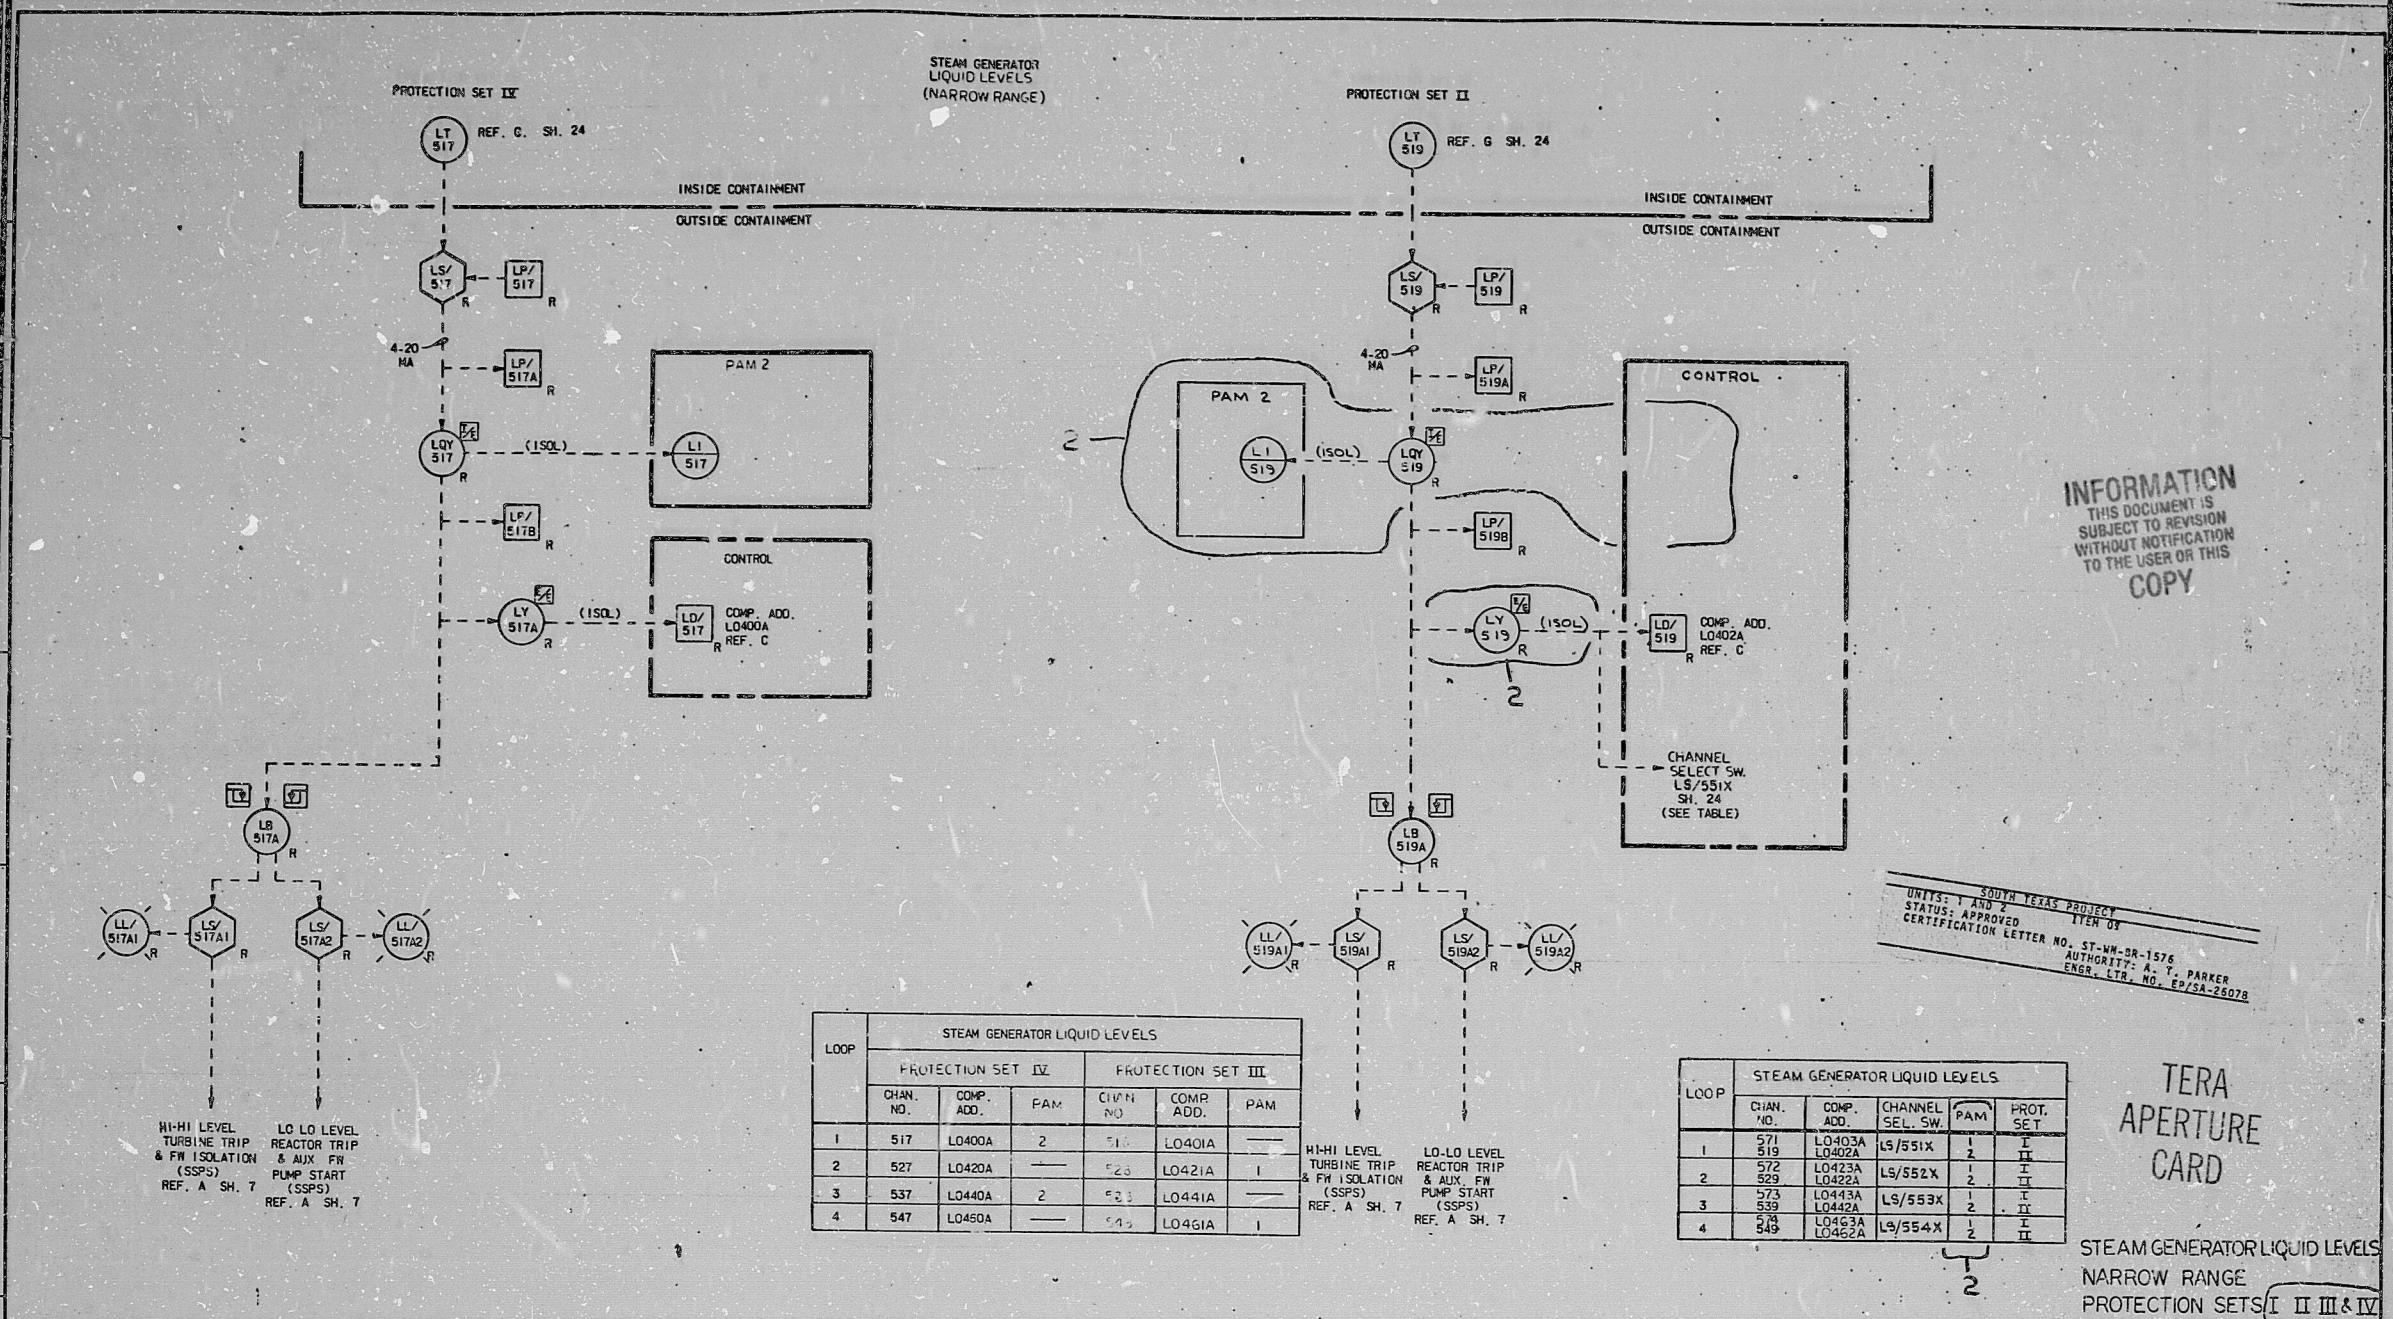 STEAM GENERATOR
LIQUID LEVELS
(NARROW RANGE)
PROTECTION SET IV
LT
517
REF. G. SH. 24
INSIDE CONTAINMENT
OUTSIDE CONTAINMENT
LS/
517
R
LP/
517
R
4-20
MA
LP/
517A
R
LQY
517
I/E
R
(ISOL)
PAM 2
LI
517
LP/
517B
R
LY
517A
E/E
R
(ISOL)
CONTROL
LD/
517
R
COMP. ADD.
L0400A
REF. C
LB
517A
R
LL/
517A1
R
LS/
517A1
R
LS/
517A2
R
LL/
517A2
R
HI-HI LEVEL
TURBINE TRIP
& FW ISOLATION
(SSPS)
REF. A SH. 7
LO LO LEVEL
REACTOR TRIP
& AUX FW
PUMP START
(SSPS)
REF. A SH. 7
PROTECTION SET II
LT
519
REF. G SH. 24
INSIDE CONTAINMENT
OUTSIDE CONTAINMENT
LS/
519
R
LP/
519
R
4-20
MA
LP/
519A
R
2
PAM 2
LI
519
(ISOL)
LQY
519
I/E
R
LP/
519B
R
LY
519
E/E
R
(ISOL)
2
CONTROL
LD/
519
R
COMP. ADD.
L0402A
REF. C
CHANNEL
SELECT SW.
LS/551X
SH. 24
(SEE TABLE)
LB
519A
R
LL/
519A1
R
LS/
519A1
R
LS/
519A2
R
LL/
519A2
R
HI-HI LEVEL
TURBINE TRIP
& FW ISOLATION
(SSPS)
REF. A SH. 7
LO-LO LEVEL
REACTOR TRIP
& AUX. FW
PUMP START
(SSPS)
REF. A SH. 7
INFORMATION
THIS DOCUMENT IS
SUBJECT TO REVISION
WITHOUT NOTIFICATION
TO THE USER OR THIS
COPY
SOUTH TEXAS PROJECT
UNITS: 1 AND 2 ITEM 09
STATUS: APPROVED
CERTIFICATION LETTER NO. ST-WM-BR-1576
AUTHORITY: A. T. PARKER
ENGR. LTR. NO. EP/SA-26078
LOOP STEAM GENERATOR LIQUID LEVELS
PROTECTION SET IV PROTECTION SET III
CHAN. NO. COMP. ADD. PAM CHAN NO COMP. ADD. PAM
1 517 L0400A 2 L0401A —
2 527 L0420A — L0421A 1
3 537 L0440A 2 L0441A —
4 547 L0460A — L0461A 1
LOOP STEAM GENERATOR LIQUID LEVELS
CHAN. NO. COMP. ADD. CHANNEL SEL. SW. PAM PROT. SET
1 571 L0403A LS/551X 1 I
519 L0402A 2 II
2 572 L0423A LS/552X 1 I
529 L0422A 2 II
3 573 L0443A LS/553X 1 I
539 L0442A 2 II
4 574 L0463A LS/554X 1 I
549 L0462A 2 II
2
TERA
APERTURE
CARD
STEAM GENERATOR LIQUID LEVELS
NARROW RANGE
PROTECTION SETS I II III & IV